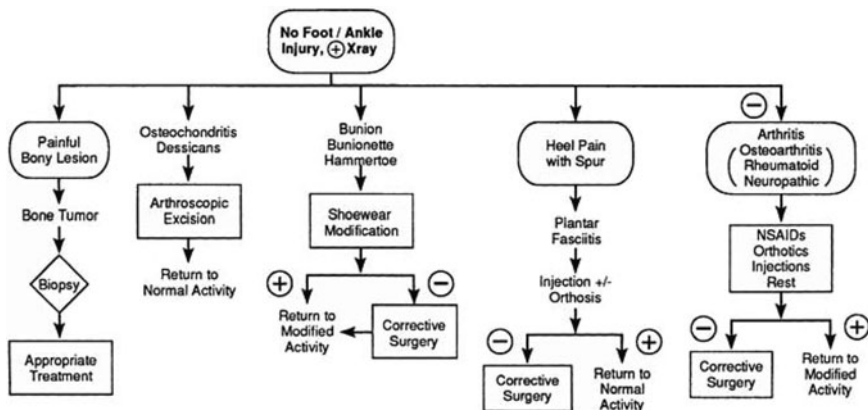 No Foot / Ankle
Injury, ⊕ Xray
Painful
Bony Lesion
Bone Tumor
Biopsy
Appropriate
Treatment
Osteochondritis
Dessicans
Arthroscopic
Excision
Return to
Normal Activity
Bunion
Bunionette
Hammertoe
Shoewear
Modification
⊕
⊖
Return to
Modified
Activity
Corrective
Surgery
Heel Pain
with Spur
Plantar
Fasciitis
Injection +/-
Orthosis
⊖
⊕
Corrective
Surgery
Return to
Normal
Activity
⊖
Arthritis
(Osteoarthritis
Rheumatoid
Neuropathic)
NSAIDs
Orthotics
Injections
Rest
⊖
⊕
Corrective
Surgery
Return to
Modified
Activity